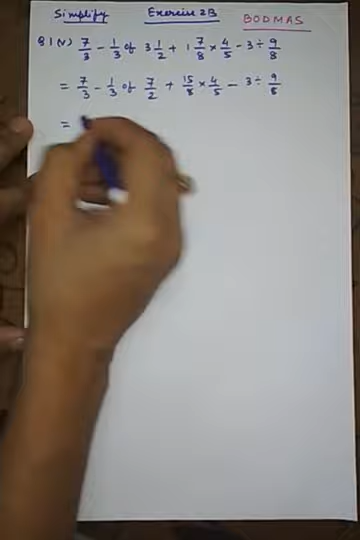 Simplify Exercise 2B BODMAS
Q1 (v) 7/3 - 1/3 of 3 1/2 + 1 7/8 × 4/5 - 3 ÷ 9/8
= 7/3 - 1/3 of 7/2 + 15/8 × 4/5 - 3 ÷ 9/8
=